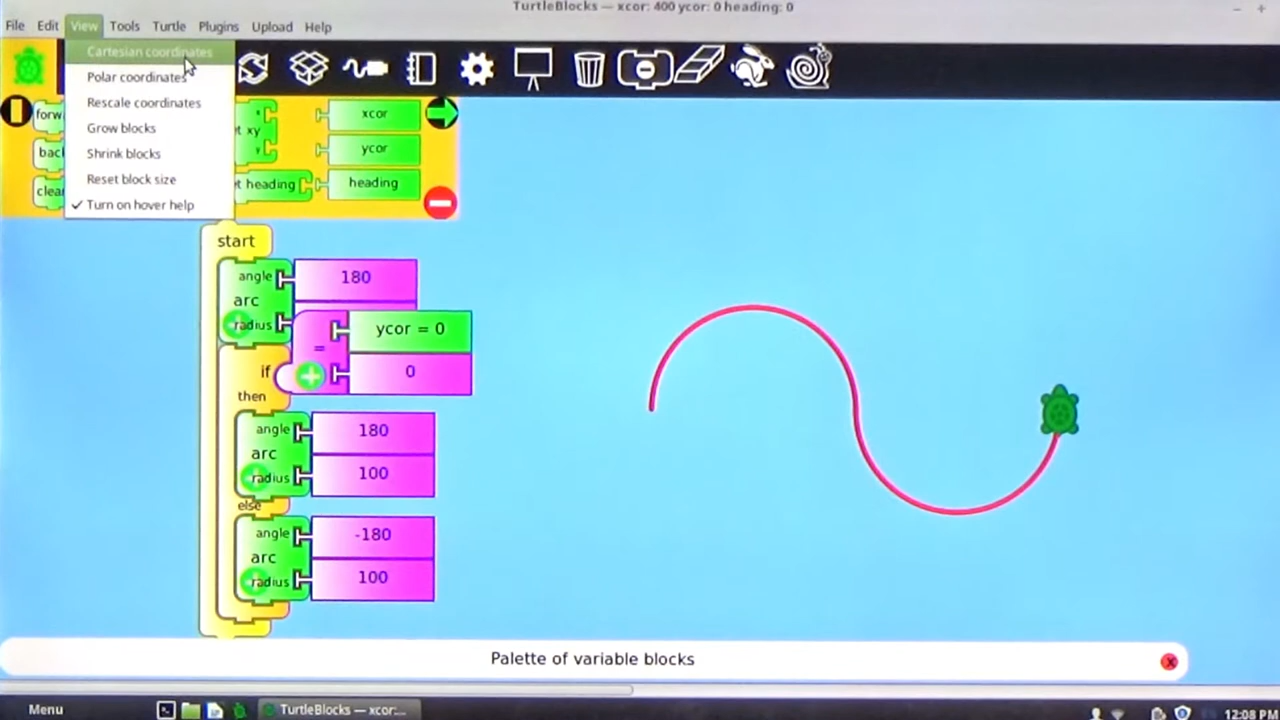 TurtleBlocks — xcor: 400 ycor: 0 heading: 0
File Edit View Tools Turtle Plugins Upload Help
Cartesian coordinates
Polar coordinates
Rescale coordinates
Grow blocks
Shrink blocks
Reset block size
Turn on hover help
x
xy
y
heading
xcor
ycor
heading
start
angle 180
arc
radius
ycor = 0
=
if 0
then
angle 180
arc
radius 100
else
angle -180
arc
radius 100
Palette of variable blocks
x
Menu
TurtleBlocks — xcor:...
12:08 PM